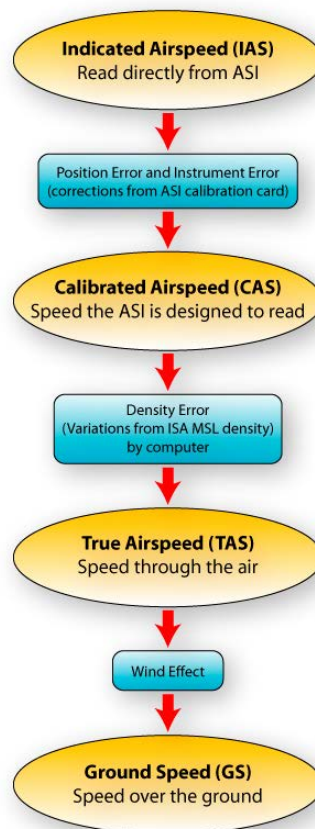 Indicated Airspeed (IAS)
Read directly from ASI
Position Error and Instrument Error
(corrections from ASI calibration card)
Calibrated Airspeed (CAS)
Speed the ASI is designed to read
Density Error
(Variations from ISA MSL density)
by computer
True Airspeed (TAS)
Speed through the air
Wind Effect
Ground Speed (GS)
Speed over the ground